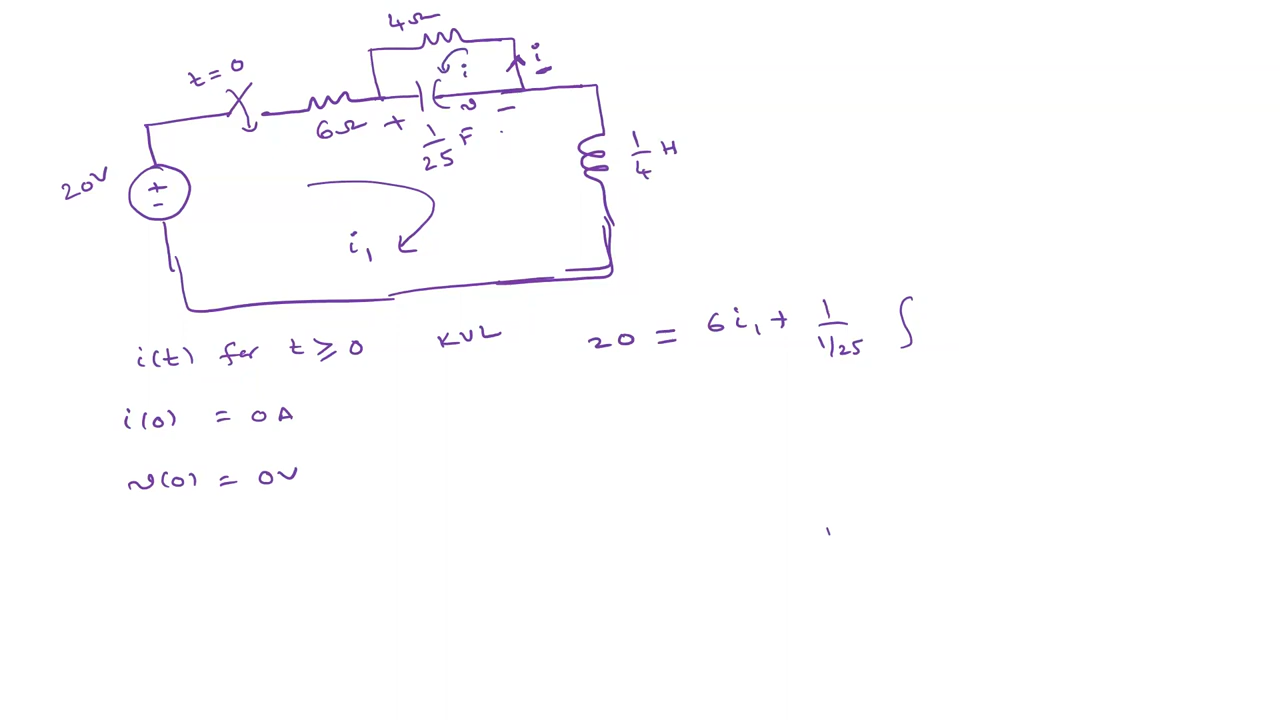 4Ω
t=0
i
i
+ v -
6Ω
1/25 F
1/4 H
20V
+
-
i₁
i(t) for t ≥ 0 KVL 20 = 6i₁ + 1/(1/25) ∫
i(0) = 0A
v(0) = 0V